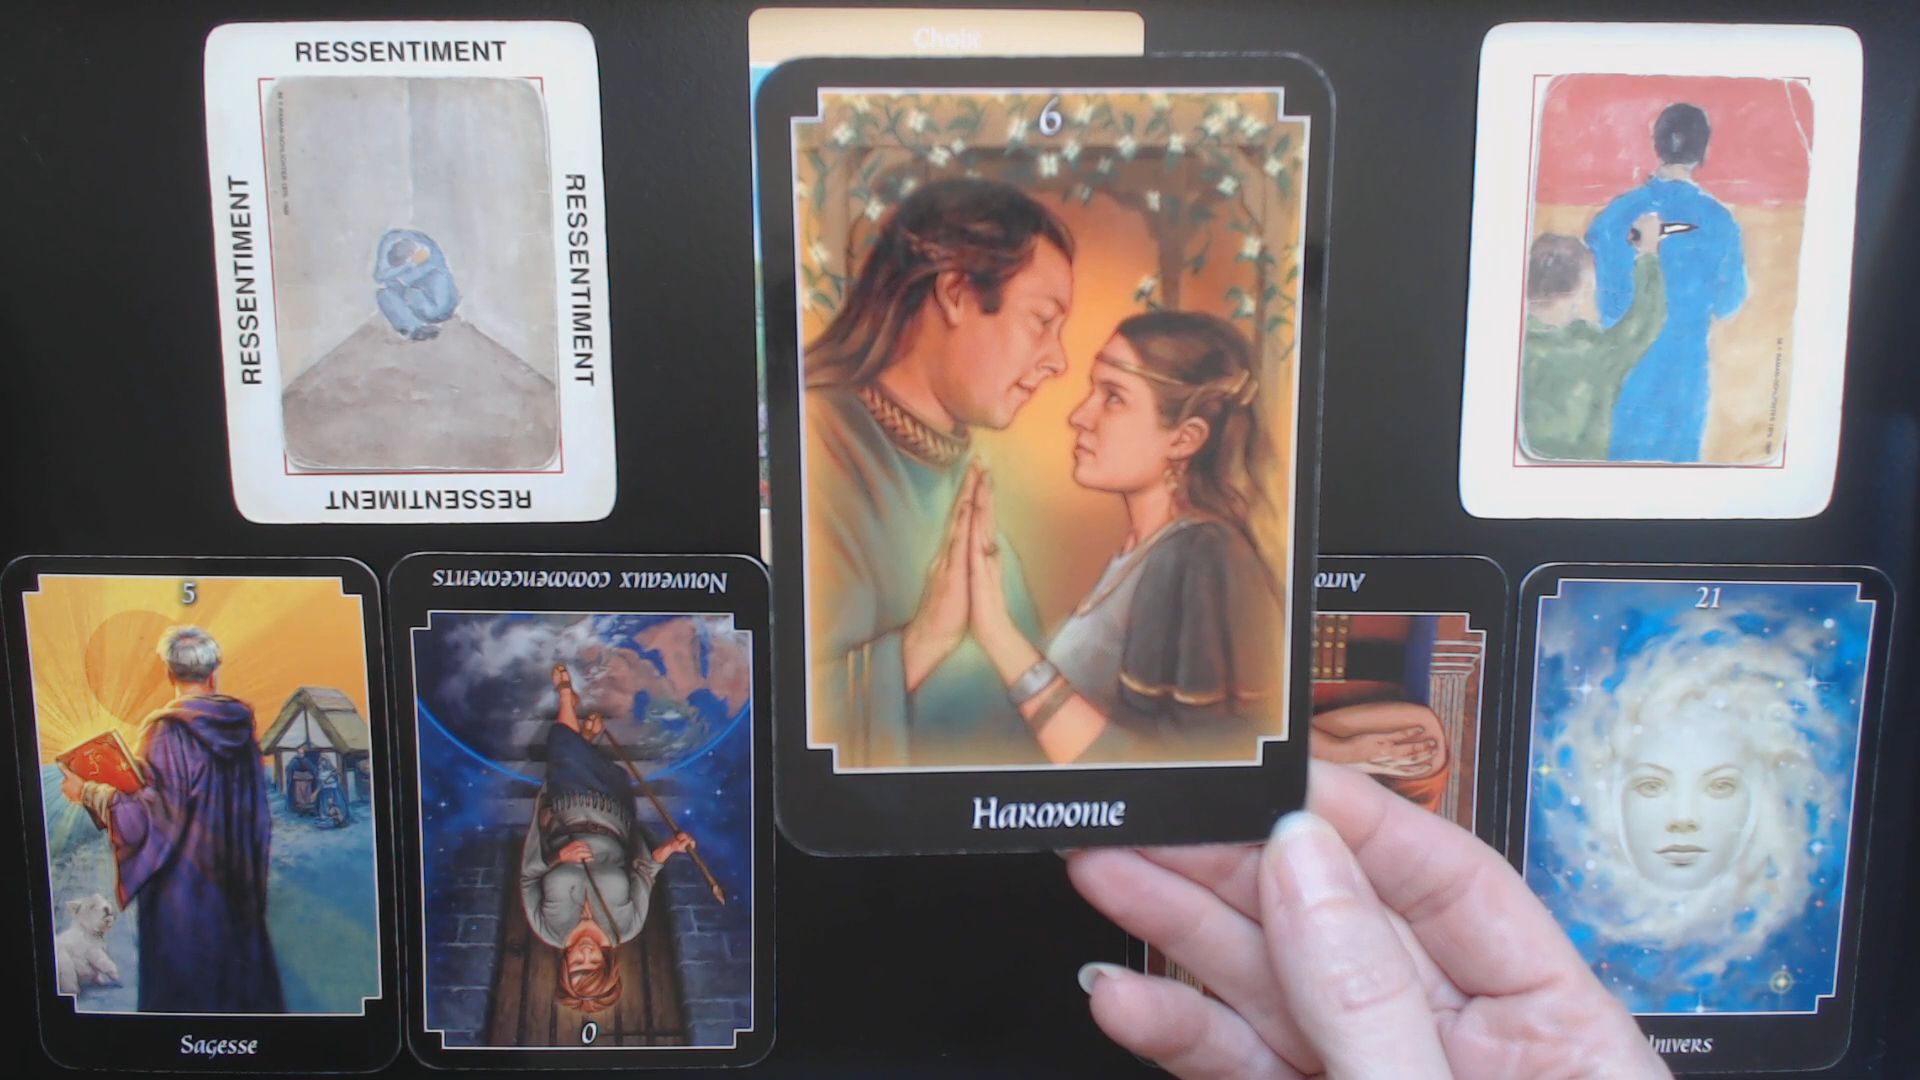 RESSENTIMENT
RESSENTIMENT
RESSENTIMENT
RESSENTIMENT
Choix
6
Harmonie
5
Sagesse
Nouveaux commencements
0
21